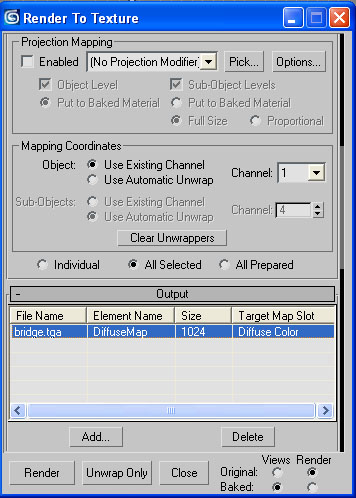 Render To Texture
Projection Mapping
Enabled (No Projection Modifier) Pick... Options...
Object Level Sub-Object Levels
Put to Baked Material Put to Baked Material
Full Size Proportional
Mapping Coordinates
Object: Use Existing Channel Channel: 1
Use Automatic Unwrap
Sub-Objects: Use Existing Channel Channel: 4
Use Automatic Unwrap
Clear Unwrappers
Individual All Selected All Prepared
- Output
File Name Element Name Size Target Map Slot
bridge.tga DiffuseMap 1024 Diffuse Color
Add... Delete
Views Render
Render Unwrap Only Close Original:
Baked: